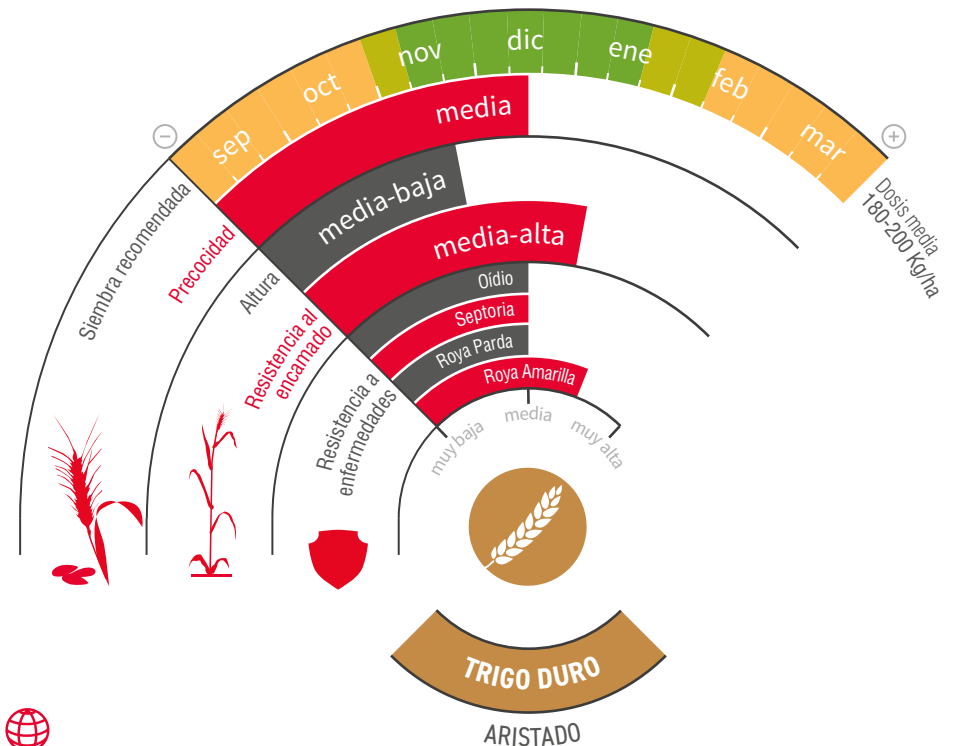 sep
oct
nov
dic
ene
feb
mar
−
+
Siembra recomendada
Dosis media
180-200 Kg/ha
Precocidad
media
Altura
media-baja
Resistencia al
encamado
media-alta
Resistencia a
enfermedades
Oídio
Septoria
Roya Parda
Roya Amarilla
muy baja
media
muy alta
TRIGO DURO
ARISTADO